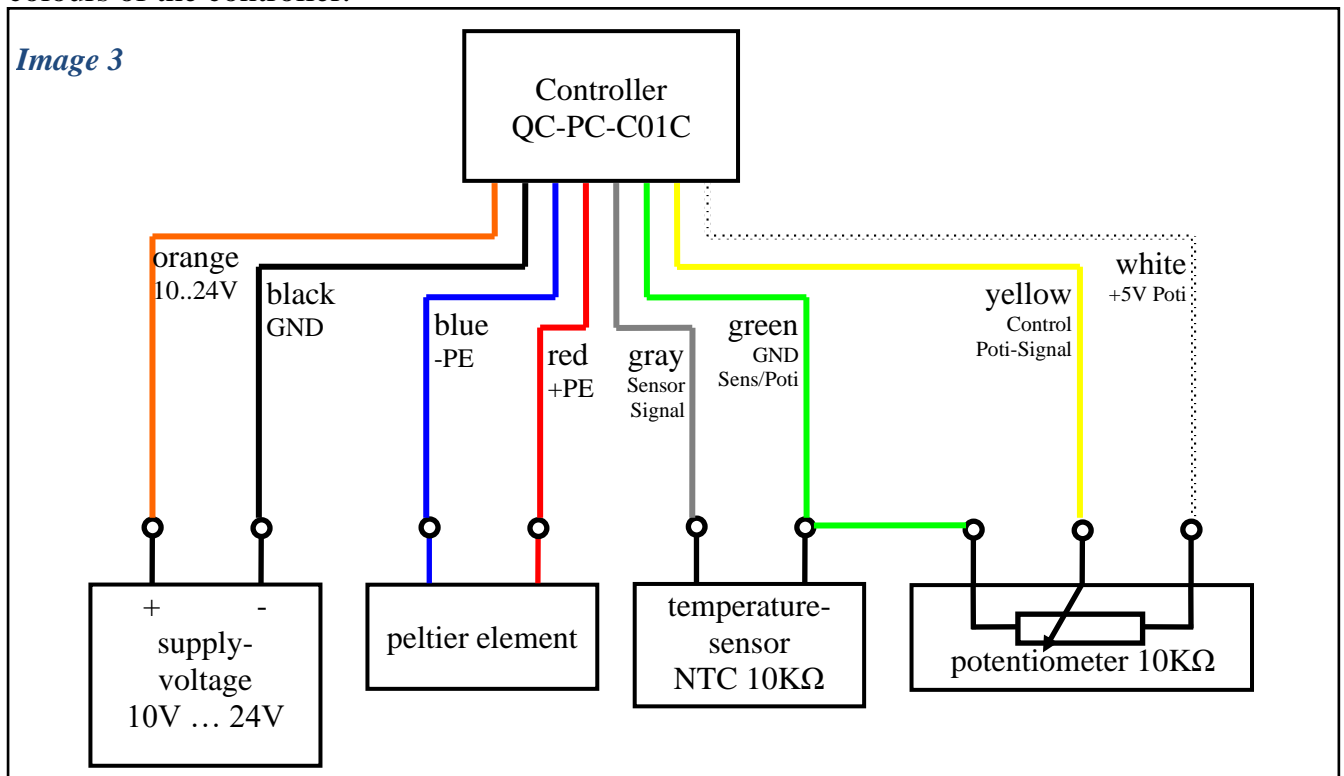 colours of the controller.
Image 3
Controller
QC-PC-C01C
orange
10..24V
black
GND
blue
-PE
red
+PE
gray
Sensor
Signal
green
GND
Sens/Poti
yellow
Control
Poti-Signal
white
+5V Poti
+ -
supply-
voltage
10V … 24V
peltier element
temperature-
sensor
NTC 10KΩ
potentiometer 10KΩ